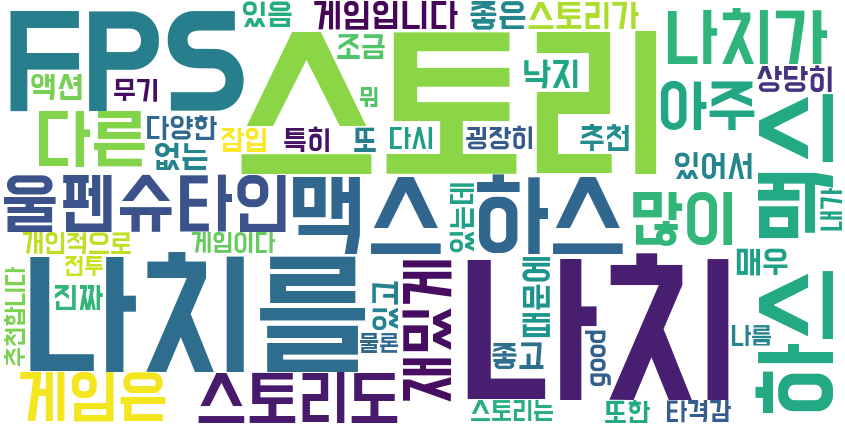 FPS
있음
게임입니다
좋은
스토리가
조금
낙지
나치가
상당히
액션
무기
뭐
스토리
아주
다른
다양한
없는
잠입
특히
또
다시
굉장히
추천
있어서
맥스
울펜슈타인
맥스
하스
있는데
많이
내가
개인적으로
전투
게임이다
추천합니다
진짜
나치를
있고
물론
재밌게
나치
때문에
매우
하스
좋고
good
나름
게임은
스토리도
스토리는
또한
타격감